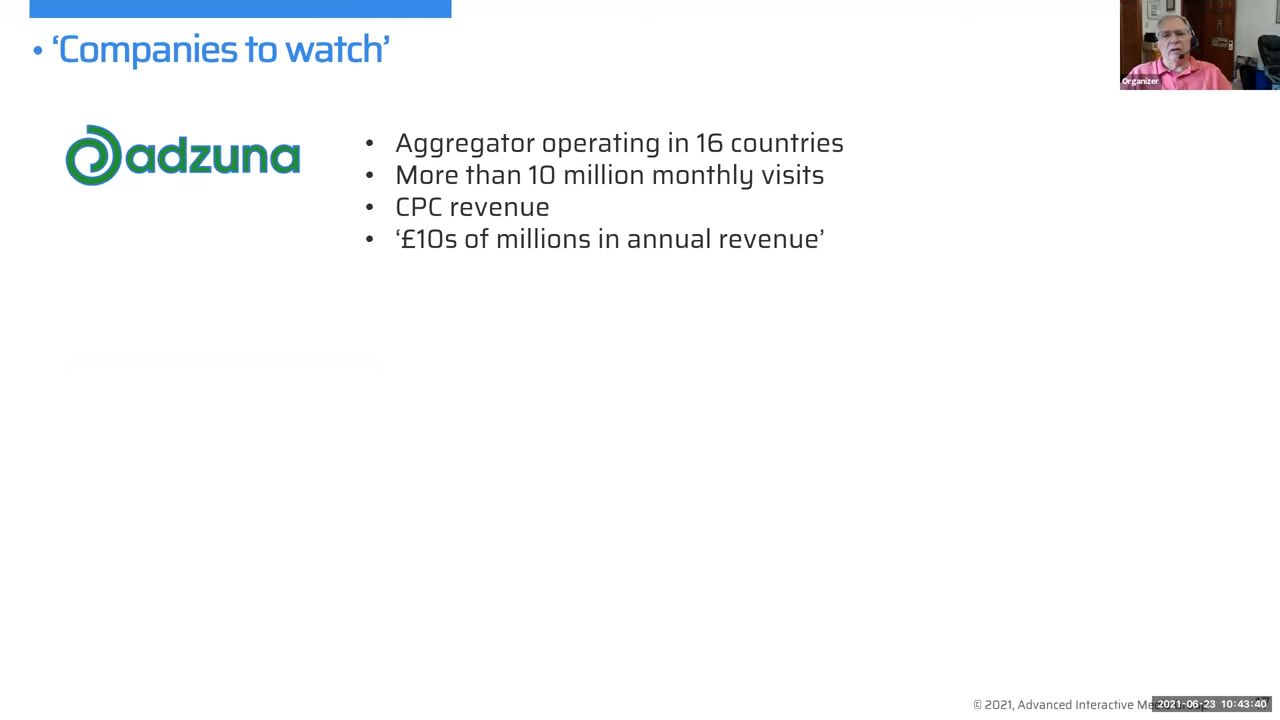 • ‘Companies to watch’
Organizer
adzuna
• Aggregator operating in 16 countries
• More than 10 million monthly visits
• CPC revenue
• ‘£10s of millions in annual revenue’
© 2021, Advanced Interactive
2021-06-23 10:43:40